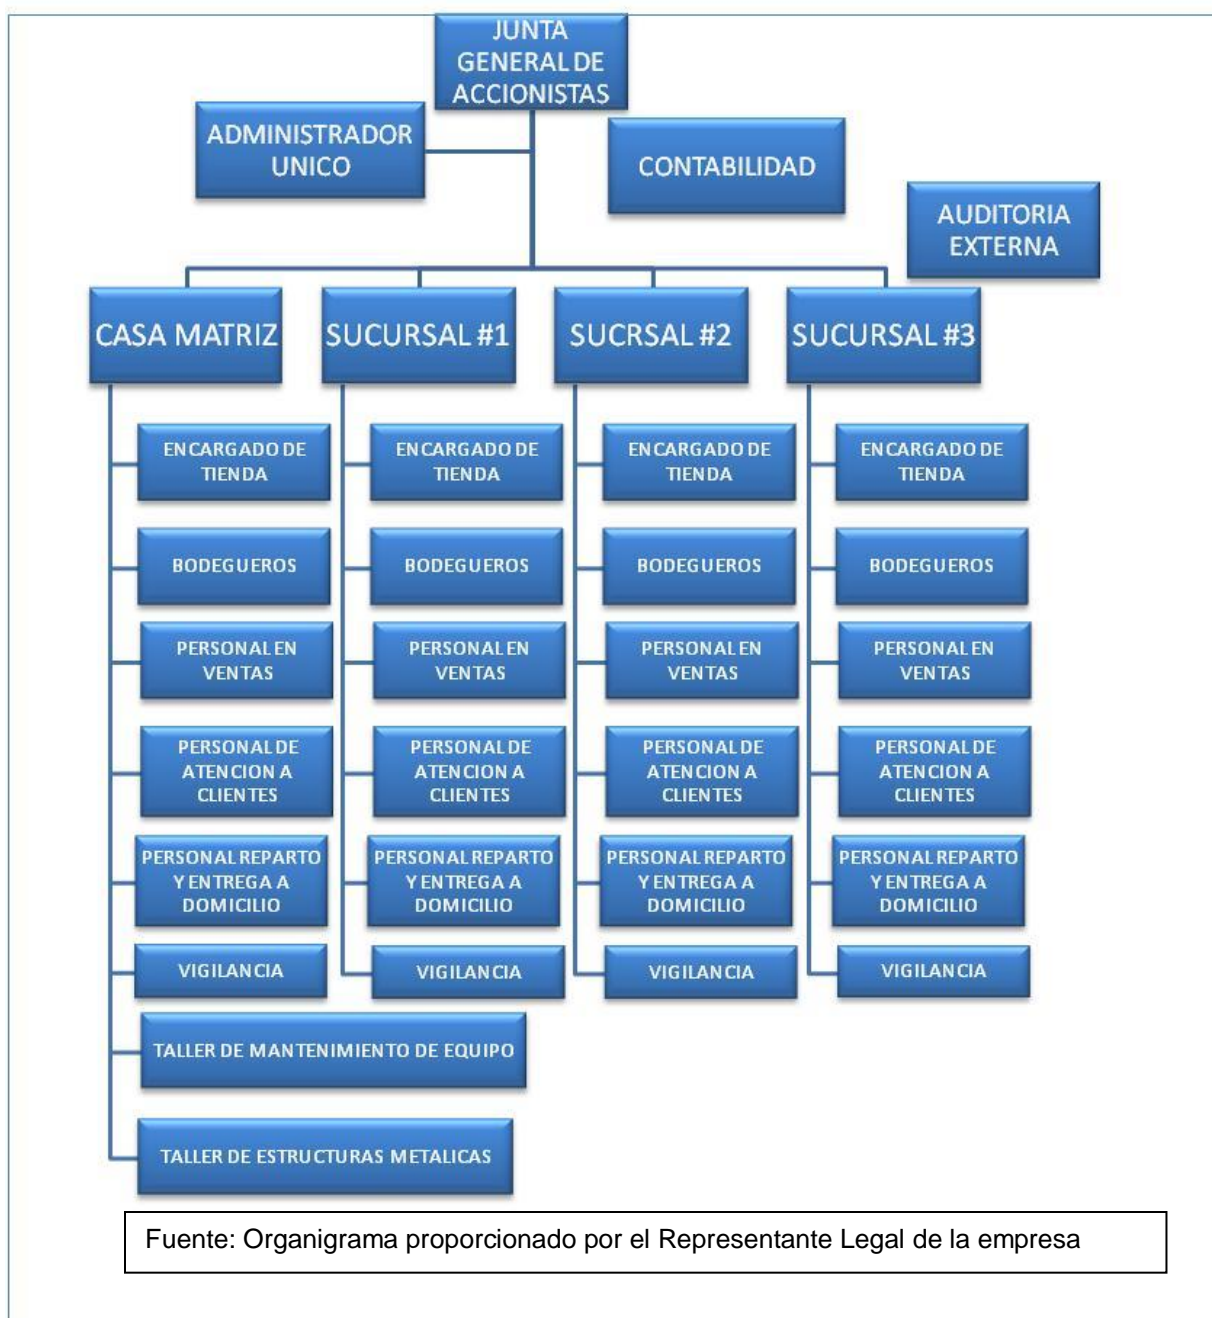 JUNTA
GENERAL DE
ACCIONISTAS
ADMINISTRADOR
UNICO
CONTABILIDAD
AUDITORIA
EXTERNA
CASA MATRIZ
SUCURSAL #1
SUCRSAL #2
SUCURSAL #3
ENCARGADO DE
TIENDA
ENCARGADO DE
TIENDA
ENCARGADO DE
TIENDA
ENCARGADO DE
TIENDA
BODEGUEROS
BODEGUEROS
BODEGUEROS
BODEGUEROS
PERSONAL EN
VENTAS
PERSONAL EN
VENTAS
PERSONAL EN
VENTAS
PERSONAL EN
VENTAS
PERSONAL DE
ATENCION A
CLIENTES
PERSONAL DE
ATENCION A
CLIENTES
PERSONAL DE
ATENCION A
CLIENTES
PERSONAL DE
ATENCION A
CLIENTES
PERSONAL REPARTO
Y ENTREGA A
DOMICILIO
PERSONAL REPARTO
Y ENTREGA A
DOMICILIO
PERSONAL REPARTO
Y ENTREGA A
DOMICILIO
PERSONAL REPARTO
Y ENTREGA A
DOMICILIO
VIGILANCIA
VIGILANCIA
VIGILANCIA
VIGILANCIA
TALLER DE MANTENIMIENTO DE EQUIPO
TALLER DE ESTRUCTURAS METALICAS
Fuente: Organigrama proporcionado por el Representante Legal de la empresa